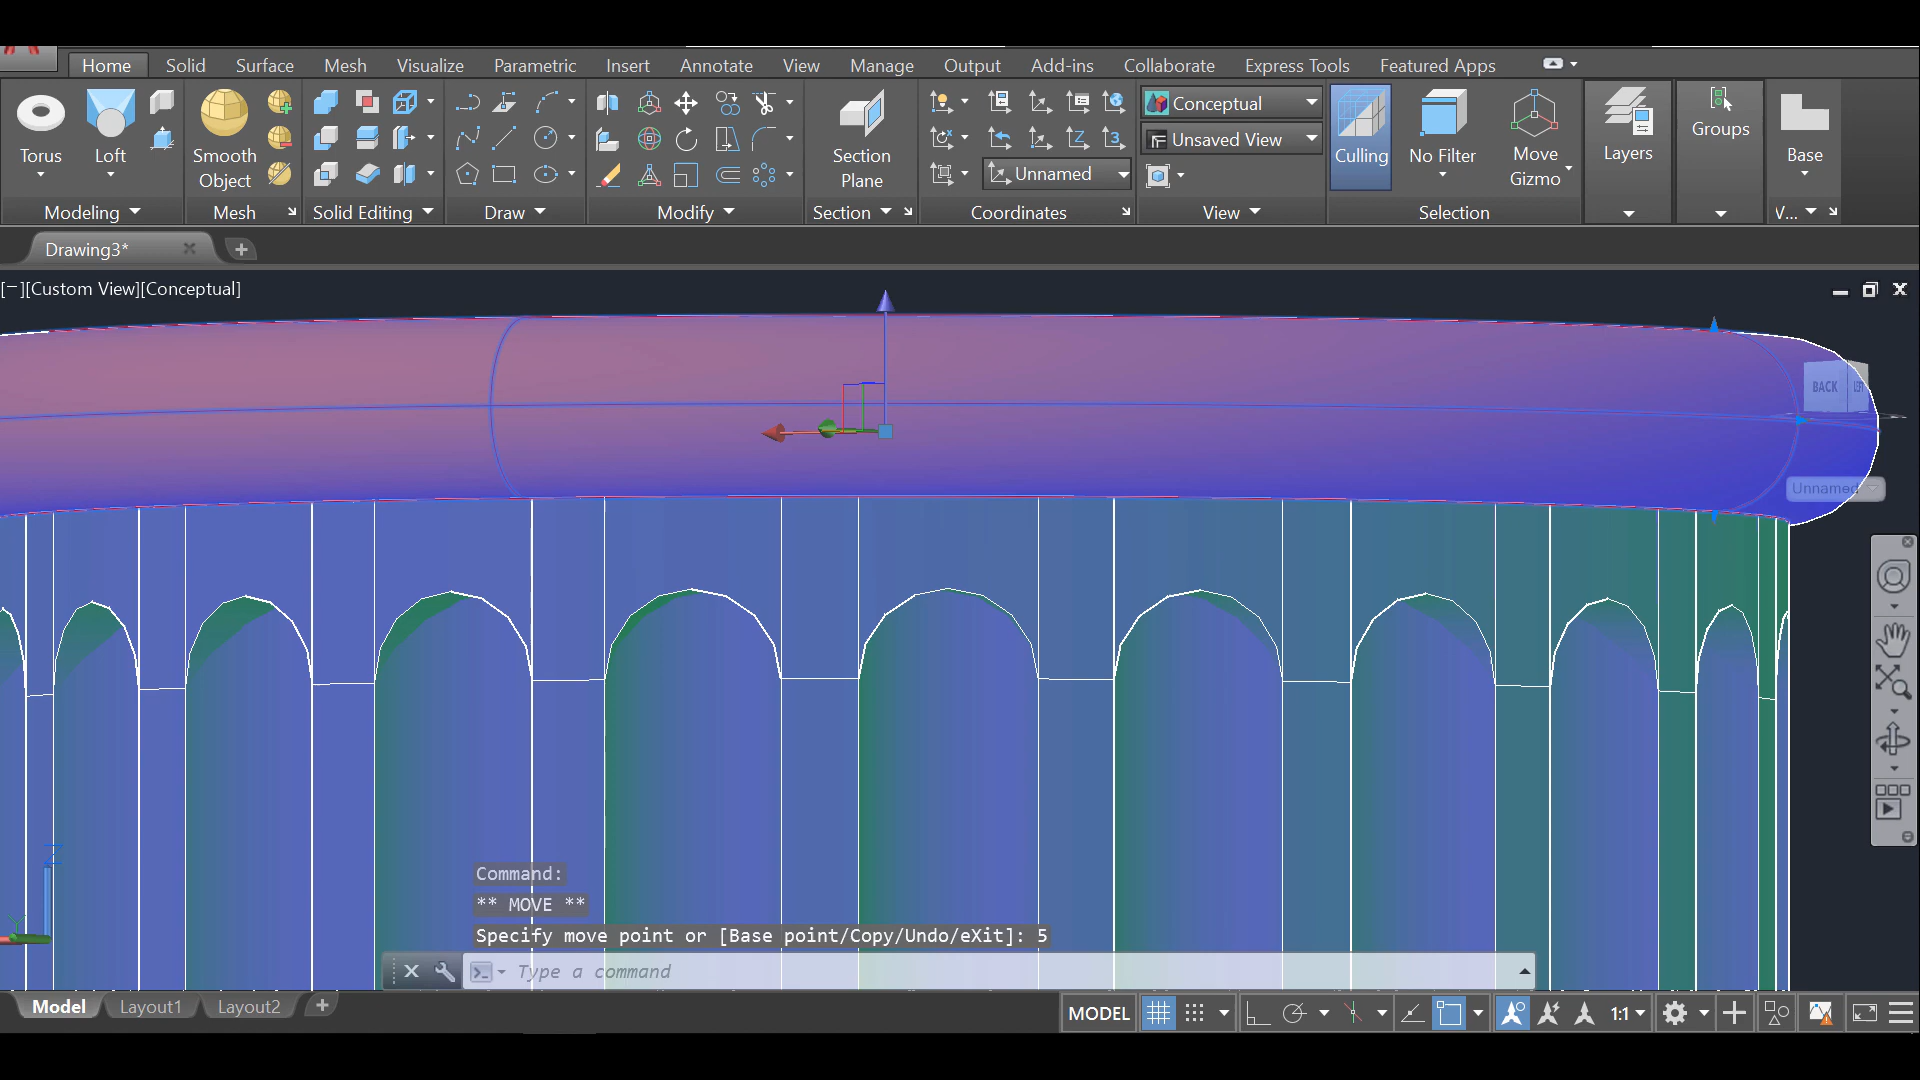 Home Solid Surface Mesh Visualize Parametric Insert Annotate View Manage Output Add-ins Collaborate Express Tools Featured Apps
Conceptual
Unsaved View
Unnamed
Torus
Loft
Smooth
Object
Section
Plane
Culling
No Filter
Move
Gizmo
Layers
Groups
Base
Modeling
Mesh
Solid Editing
Draw
Modify
Section
Coordinates
View
Selection
V...
Drawing3*
[−][Custom View][Conceptual]
BACK
Unnamed
Z
Y
Command:
** MOVE **
Specify move point or [Base point/Copy/Undo/eXit]: 5
Type a command
Model Layout1 Layout2
MODEL
1:1